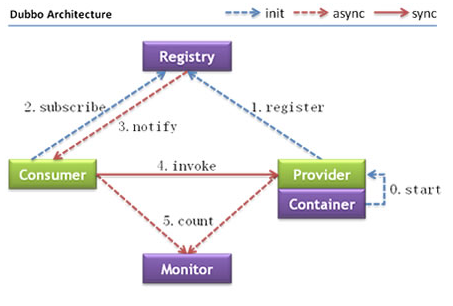 Dubbo Architecture
init
async
sync
Registry
2. subscribe
1. register
3. notify
Consumer
4. invoke
Provider
Container
0. start
5. count
Monitor